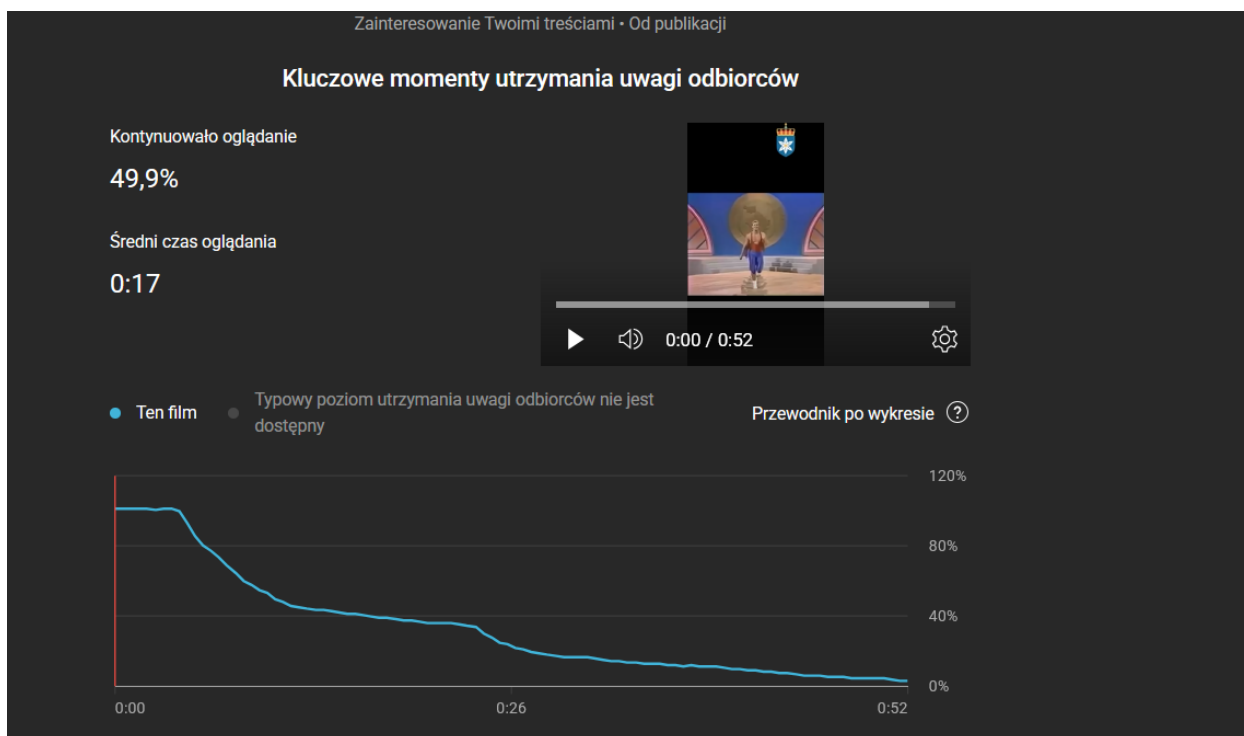 Zainteresowanie Twoimi treściami • Od publikacji
Kluczowe momenty utrzymania uwagi odbiorców
Kontynuowało oglądanie
49,9%
Średni czas oglądania
0:17
0:00 / 0:52
Ten film
Typowy poziom utrzymania uwagi odbiorców nie jest
dostępny
Przewodnik po wykresie ?
120%
80%
40%
0%
0:00
0:26
0:52